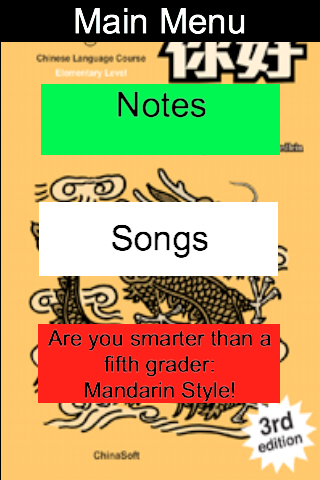 Main Menu
你好
Chinese Language Course
Elementary Level
Notes
Songs
Are you smarter than a
fifth grader:
Mandarin Style!
3rd
edition
ChinaSoft